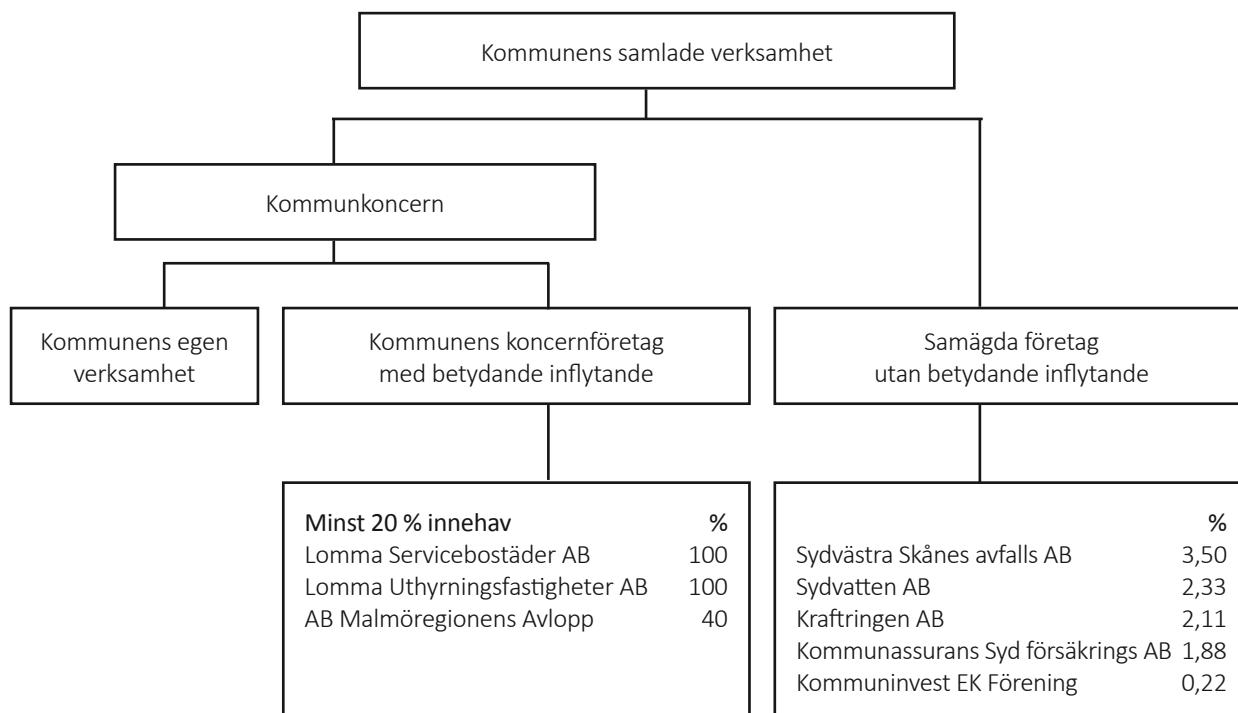 Kommunens samlade verksamhet
Kommunkoncern
Kommunens egen
verksamhet
Kommunens koncernföretag
med betydande inflytande
Samägda företag
utan betydande inflytande
Minst 20 % innehav %
Lomma Servicebostäder AB 100
Lomma Uthyrningsfastigheter AB 100
AB Malmöregionens Avlopp 40
%
Sydvästra Skånes avfalls AB 3,50
Sydvatten AB 2,33
Kraftringen AB 2,11
Kommunassurans Syd försäkrings AB 1,88
Kommuninvest EK Förening 0,22